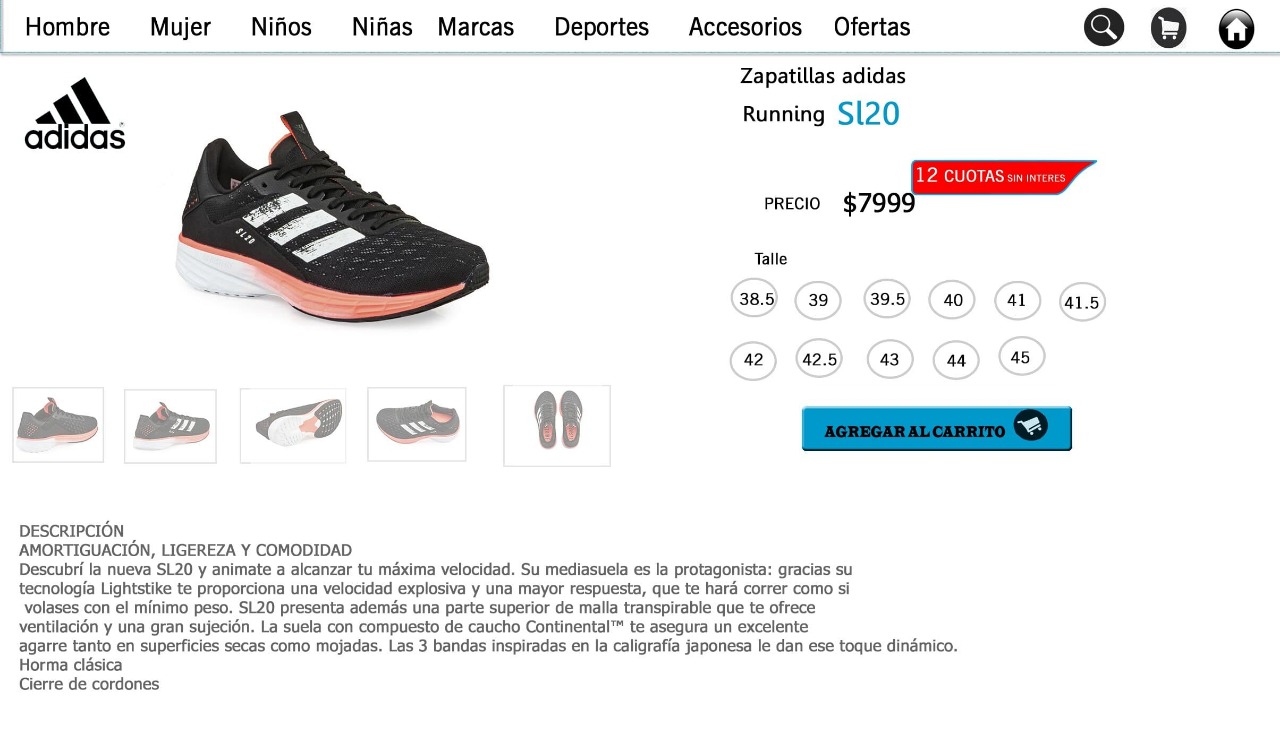 Hombre Mujer Niños Niñas Marcas Deportes Accesorios Ofertas
adidas
Zapatillas adidas
Running Sl20
12 CUOTAS SIN INTERES
PRECIO $7999
SL20
Talle
38.5 39 39.5 40 41 41.5
42 42.5 43 44 45
AGREGAR AL CARRITO
DESCRIPCIÓN
AMORTIGUACIÓN, LIGEREZA Y COMODIDAD
Descubrí la nueva SL20 y animate a alcanzar tu máxima velocidad. Su mediasuela es la protagonista: gracias su
tecnología Lightstike te proporciona una velocidad explosiva y una mayor respuesta, que te hará correr como si
volases con el mínimo peso. SL20 presenta además una parte superior de malla transpirable que te ofrece
ventilación y una gran sujeción. La suela con compuesto de caucho Continental™ te asegura un excelente
agarre tanto en superficies secas como mojadas. Las 3 bandas inspiradas en la caligrafía japonesa le dan ese toque dinámico.
Horma clásica
Cierre de cordones